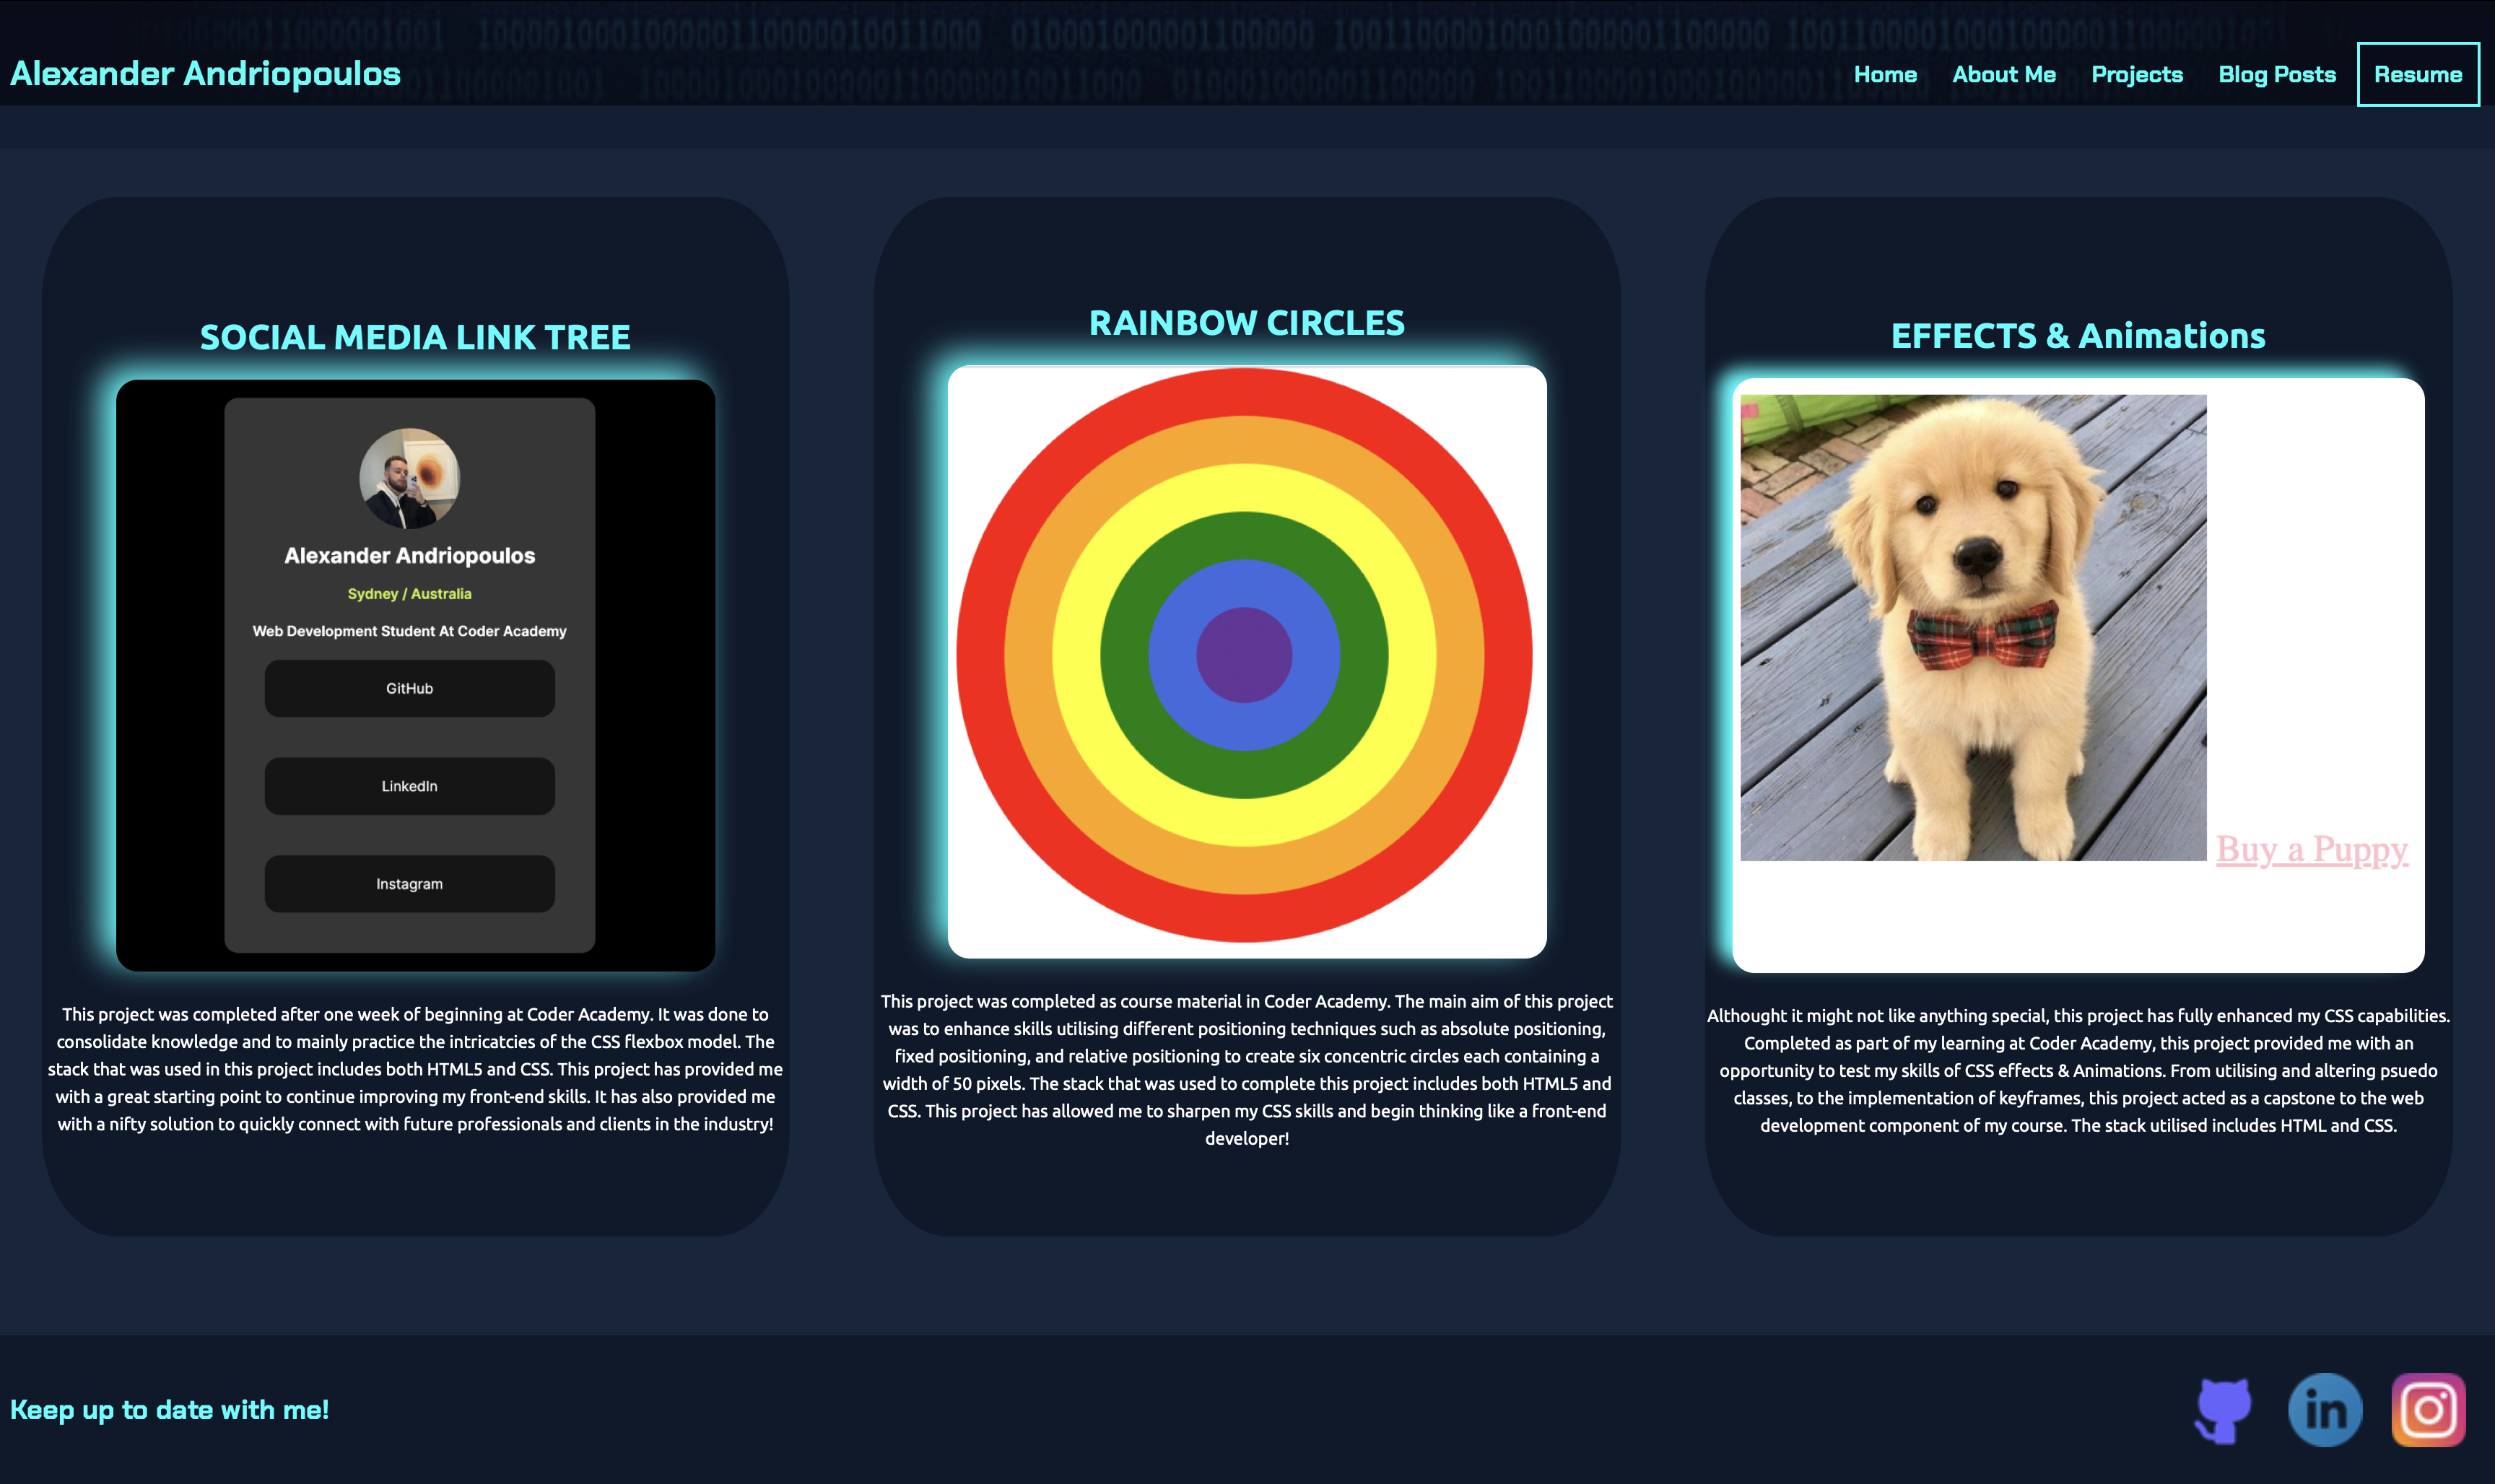 Alexander Andriopoulos
Home About Me Projects Blog Posts Resume
SOCIAL MEDIA LINK TREE
Alexander Andriopoulos
Sydney / Australia
Web Development Student At Coder Academy
GitHub
LinkedIn
Instagram
This project was completed after one week of beginning at Coder Academy. It was done to
consolidate knowledge and to mainly practice the intricatcies of the CSS flexbox model. The
stack that was used in this project includes both HTML5 and CSS. This project has provided me
with a great starting point to continue improving my front-end skills. It has also provided me
with a nifty solution to quickly connect with future professionals and clients in the industry!
RAINBOW CIRCLES
This project was completed as course material in Coder Academy. The main aim of this project
was to enhance skills utilising different positioning techniques such as absolute positioning,
fixed positioning, and relative positioning to create six concentric circles each containing a
width of 50 pixels. The stack that was used to complete this project includes both HTML5 and
CSS. This project has allowed me to sharpen my CSS skills and begin thinking like a front-end
developer!
EFFECTS & Animations
Buy a Puppy
Althought it might not like anything special, this project has fully enhanced my CSS capabilities.
Completed as part of my learning at Coder Academy, this project provided me with an
opportunity to test my skills of CSS effects & Animations. From utilising and altering psuedo
classes, to the implementation of keyframes, this project acted as a capstone to the web
development component of my course. The stack utilised includes HTML and CSS.
Keep up to date with me!
in